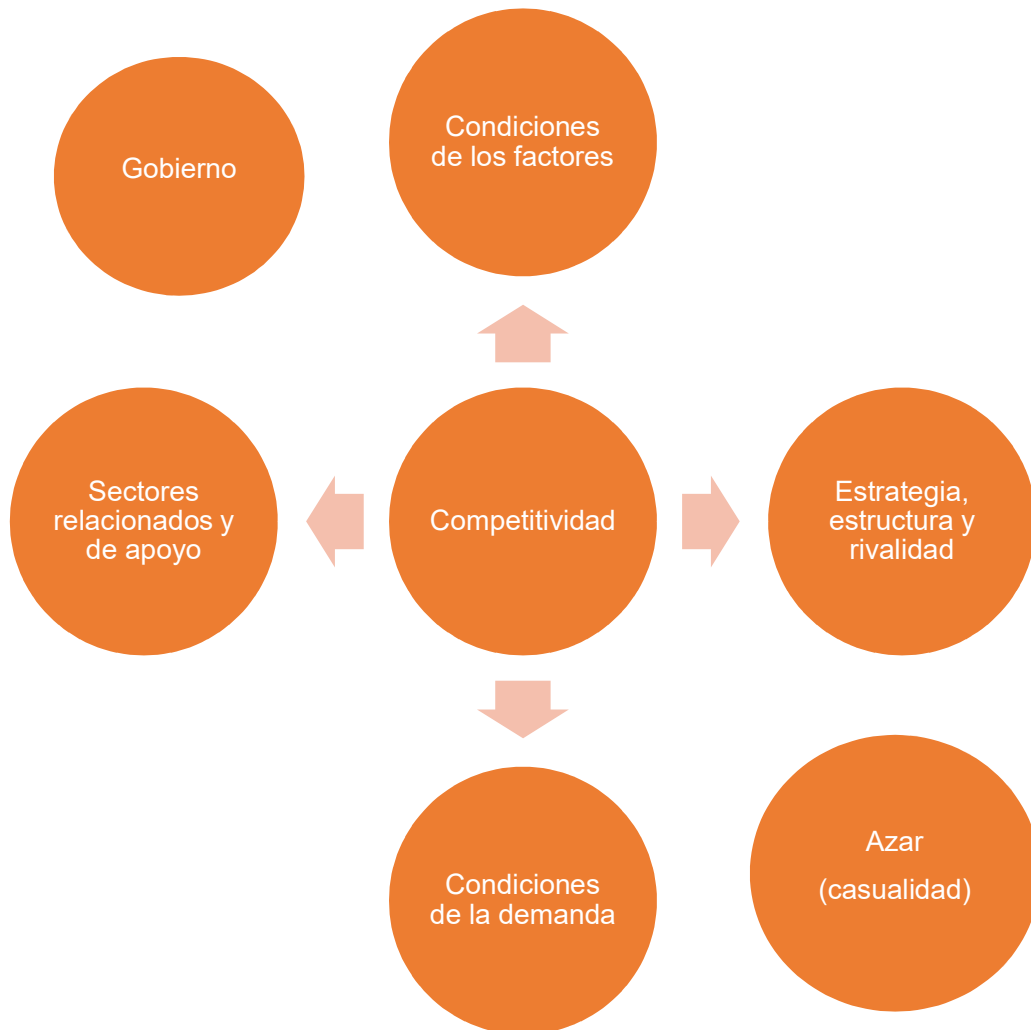 Gobierno
Condiciones
de los factores
Sectores
relacionados y
de apoyo
Competitividad
Estrategia,
estructura y
rivalidad
Condiciones
de la demanda
Azar
(casualidad)